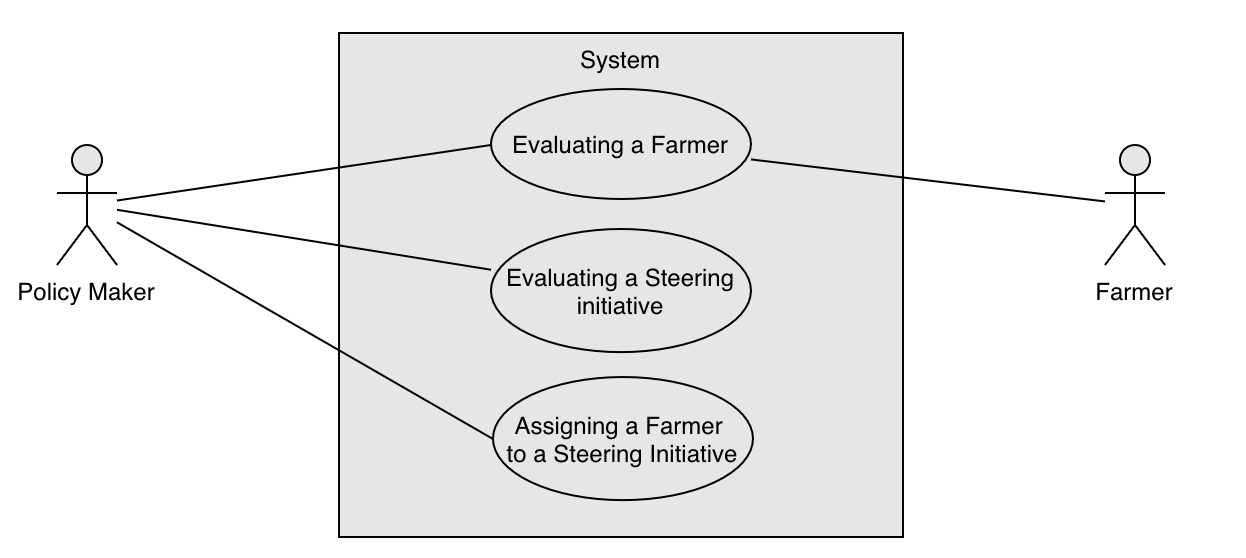 System
Evaluating a Farmer
Evaluating a Steering
initiative
Assigning a Farmer
to a Steering Initiative
Policy Maker
Farmer